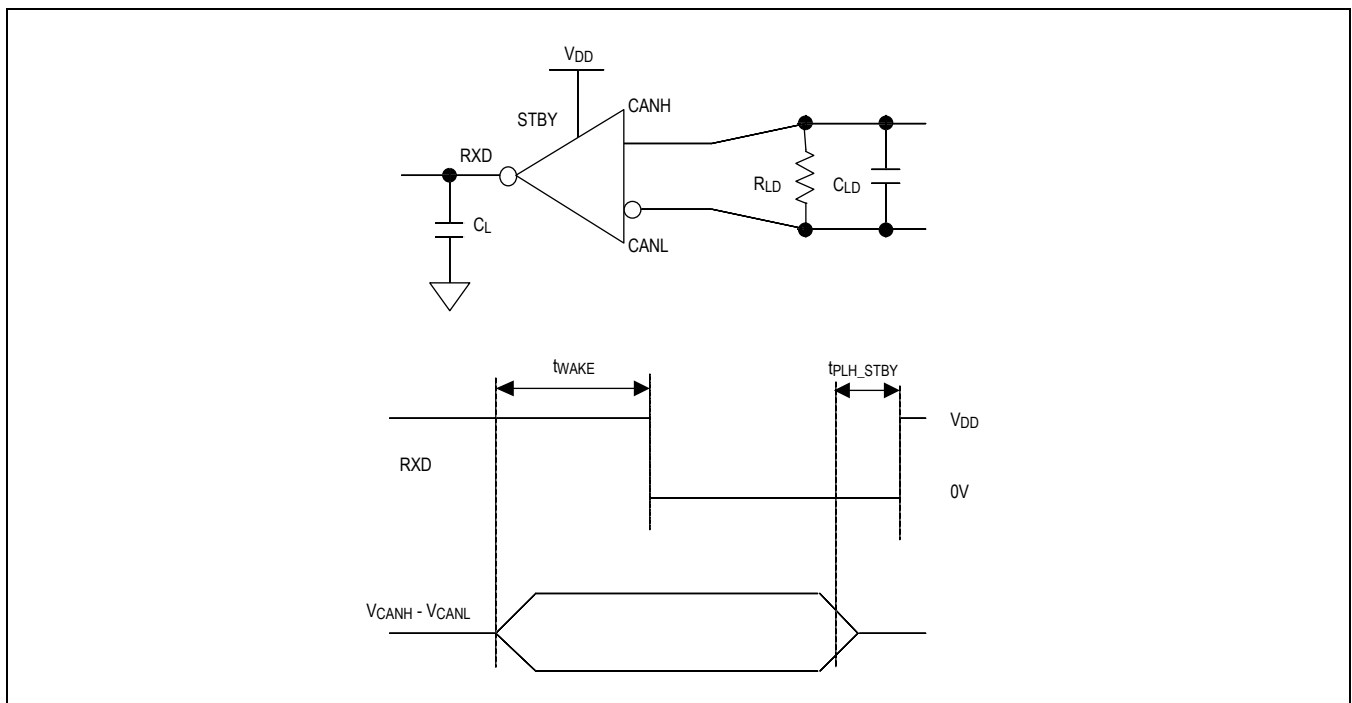 VDD
STBY
CANH
RXD
RLD
CLD
CL
CANL
tWAKE
tPLH_STBY
VDD
RXD
0V
VCANH - VCANL